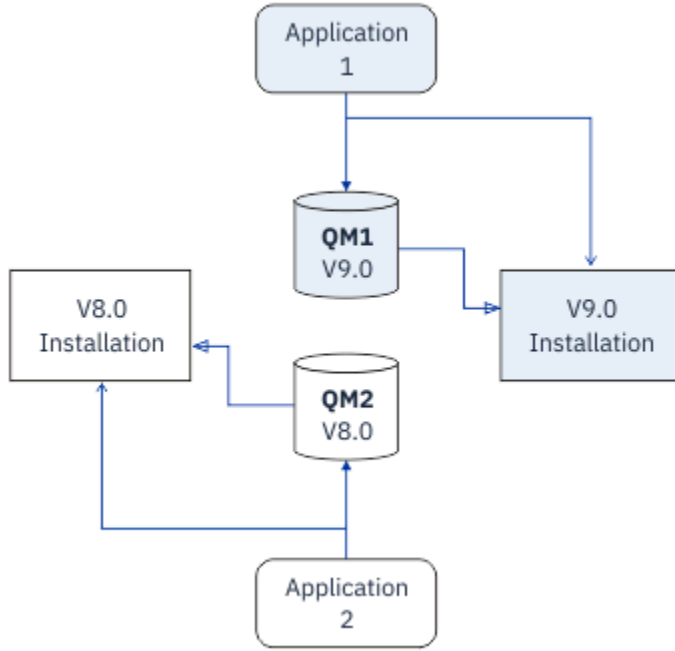 Application
1
QM1
V9.0
V8.0
Installation
V9.0
Installation
QM2
V8.0
Application
2